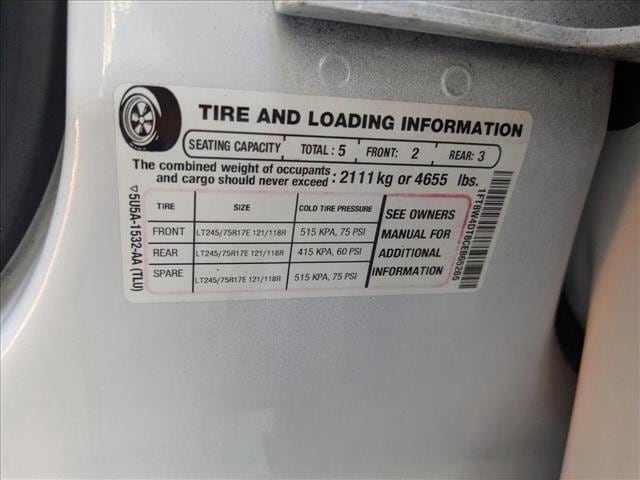 TIRE AND LOADING INFORMATION
SEATING CAPACITY TOTAL : 5 FRONT: 2 REAR: 3
The combined weight of occupants and cargo should never exceed : 2111 kg or 4655 lbs.
TIRE SIZE COLD TIRE PRESSURE
FRONT LT245/75R17E 121/118R 515 KPA, 75 PSI
REAR LT245/75R17E 121/118R 415 KPA, 60 PSI
SPARE LT245/75R17E 121/118R 515 KPA, 75 PSI
SEE OWNERS
MANUAL FOR
ADDITIONAL
INFORMATION
5U5A-1532-AA (TLU)
1FT8W4DT8CEB65265